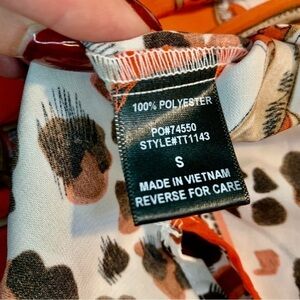 100% POLYESTER
PO#74550
STYLE#TT1143
S
MADE IN VIETNAM
REVERSE FOR CARE